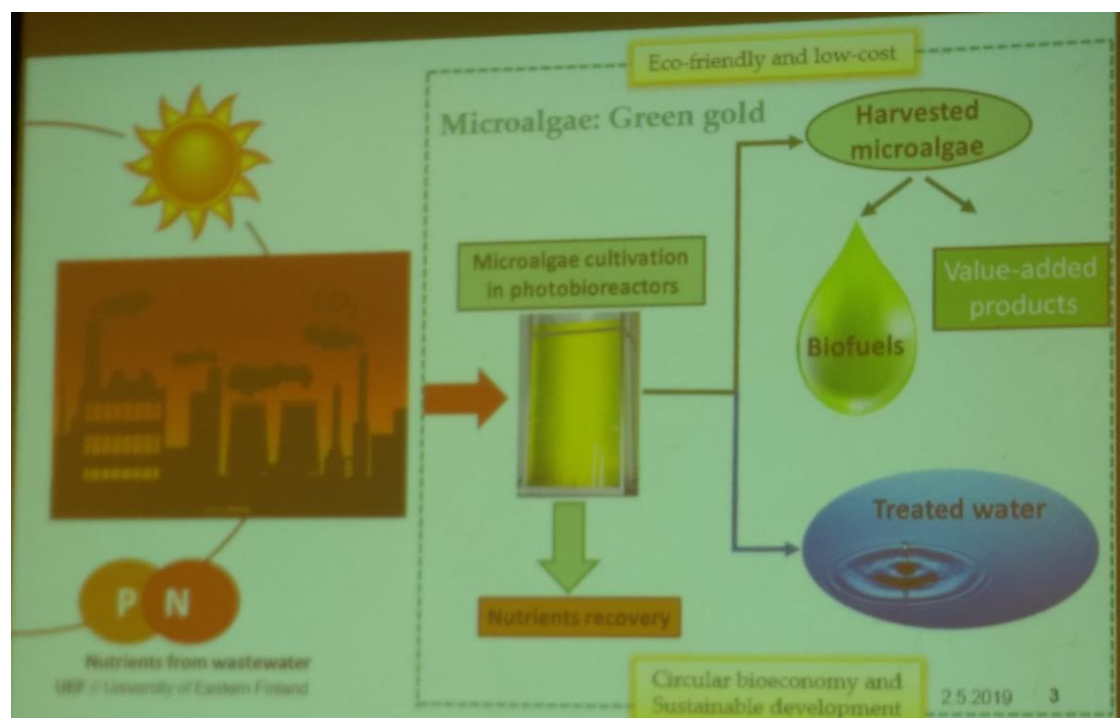 Eco-friendly and low-cost
Microalgae: Green gold
Harvested
microalgae
Microalgae cultivation
in photobioreactors
Value-added
products
CO2
Biofuels
Treated water
P N
Nutrients recovery
Nutrients from wastewater
UEF // University of Eastern Finland
Circular bioeconomy and
Sustainable development
2.5.2019 3